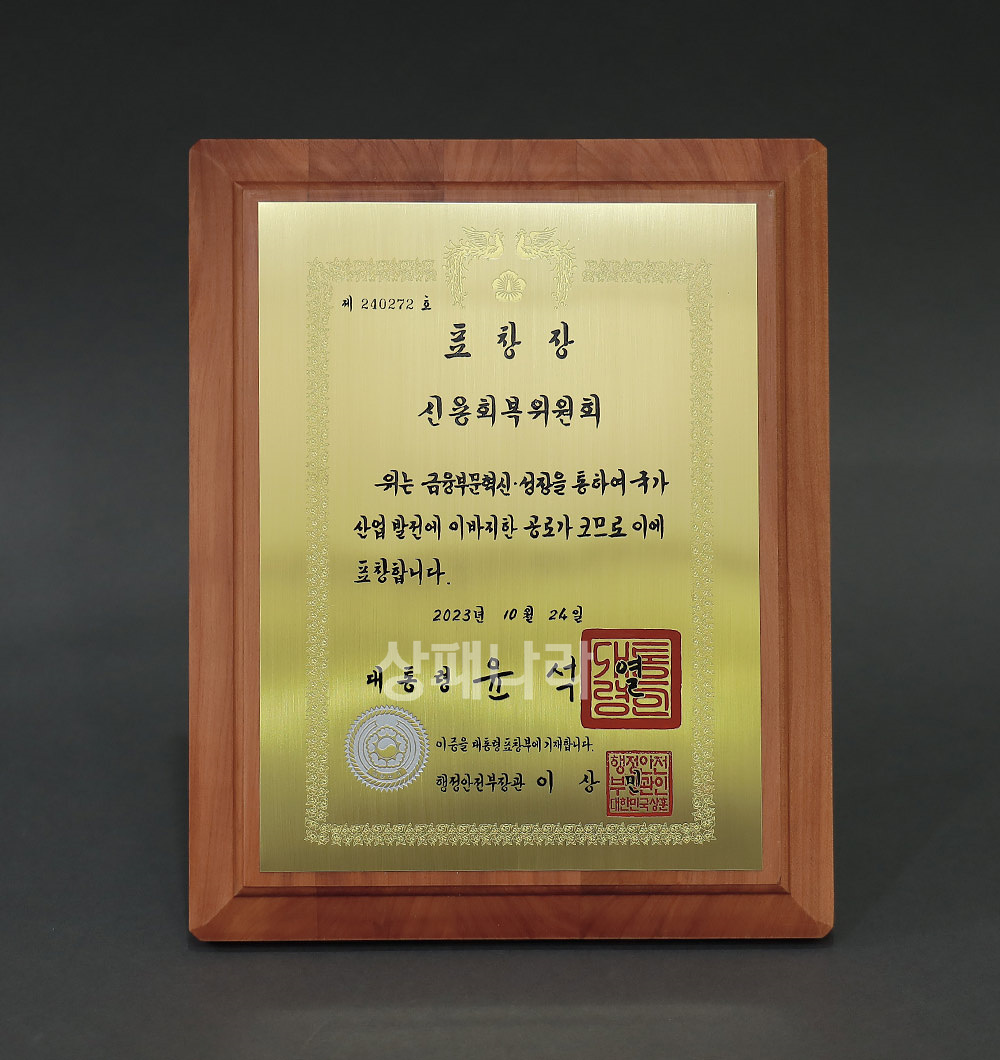 제 240272 호
표 창 장
신용회복위원회
위는 금융부문혁신·성장을 통하여 국가
산업 발전에 이바지한 공로가 크므로 이에
표창합니다.
2023년 10월 24일
상패나라
대통령 윤 석 열
대통령인
이 증을 대통령표창부에 기재합니다.
행정안전부장관 이 상 민
행정안전
부장관인
대한민국상훈